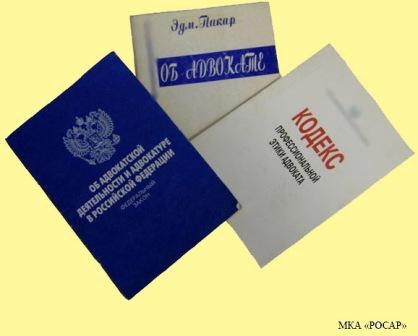 Эдм. Пикар
ОБ АДВОКАТЕ
ОБ АДВОКАТСКОЙ
ДЕЯТЕЛЬНОСТИ И АДВОКАТУРЕ
В РОССИЙСКОЙ ФЕДЕРАЦИИ
ФЕДЕРАЛЬНЫЙ
ЗАКОН
КОДЕКС
ПРОФЕССИОНАЛЬНОЙ
ЭТИКИ АДВОКАТА
МКА «РОСАР»